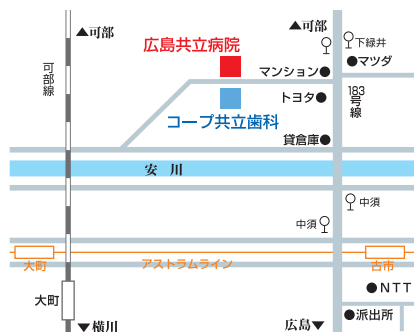 ▲可部
▲可部
広島共立病院
下緑井
マツダ
マンション
可部線
トヨタ
183号線
コープ共立歯科
貸倉庫
安 川
中須
中須
大町
アストラムライン
古市
大町
NTT
派出所
▼横川
広島▼